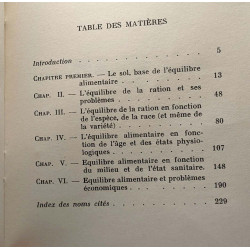 TABLE DES MATIÈRES
Introduction 5
CHAPITRE PREMIER. — Le sol, base de l'équilibre
alimentaire 13
CHAP. II. — L'équilibre de la ration et ses
problèmes 48
CHAP. III. — L'équilibre de la ration en fonction
de l'espèce, de la race (et même de
la variété) 80
CHAP. IV. — L'équilibre alimentaire en fonc-
tion de l'âge et des états physio-
logiques 107
CHAP. V. — Equilibre alimentaire en fonction
du milieu et de l'état sanitaire. 148
CHAP. VI. — Equilibre alimentaire et problèmes
économiques 190
Index des noms cités 229